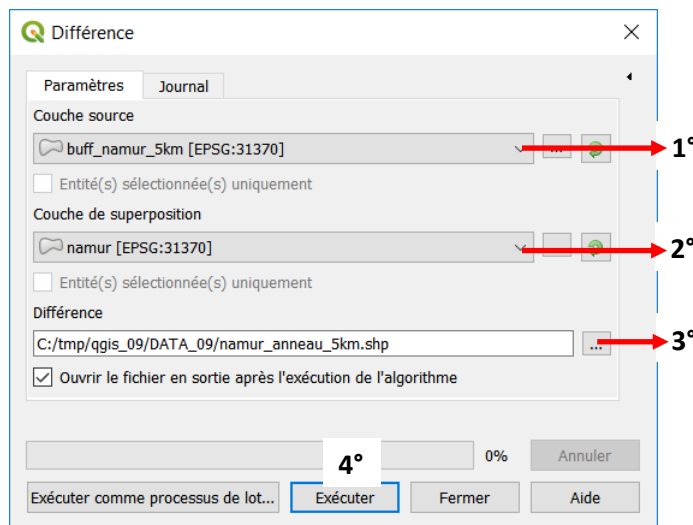 Différence
Paramètres Journal
Couche source
buff_namur_5km [EPSG:31370] ... 1°
Entité(s) sélectionnée(s) uniquement
Couche de superposition
namur [EPSG:31370] 2°
Entité(s) sélectionnée(s) uniquement
Différence
C:/tmp/qgis_09/DATA_09/namur_anneau_5km.shp ... 3°
Ouvrir le fichier en sortie après l'exécution de l'algorithme
4° 0% Annuler
Exécuter comme processus de lot... Exécuter Fermer Aide